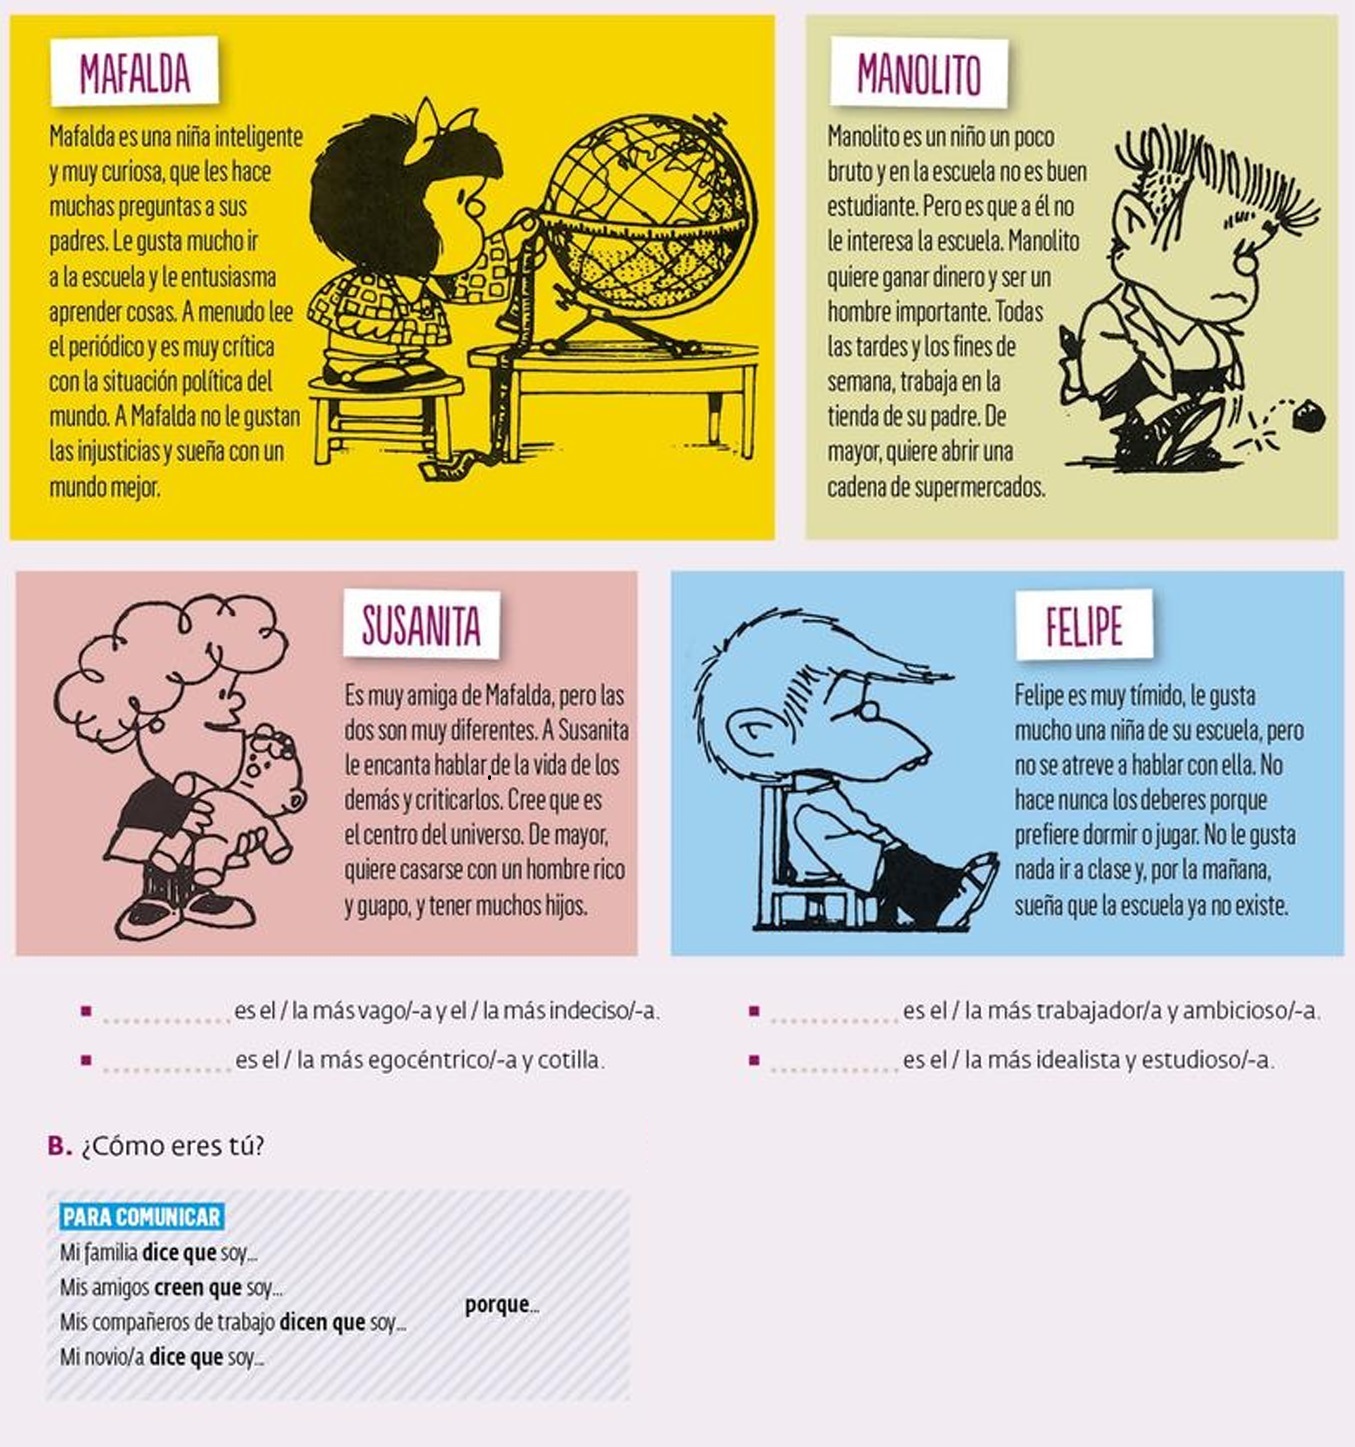 MAFALDA
Mafalda es una niña inteligente
y muy curiosa, que les hace
muchas preguntas a sus
padres. Le gusta mucho ir
a la escuela y le entusiasma
aprender cosas. A menudo lee
el periódico y es muy crítica
con la situación política del
mundo. A Mafalda no le gustan
las injusticias y sueña con un
mundo mejor.
MANOLITO
Manolito es un niño un poco
bruto y en la escuela no es buen
estudiante. Pero es que a él no
le interesa la escuela. Manolito
quiere ganar dinero y ser un
hombre importante. Todas
las tardes y los fines de
semana, trabaja en la
tienda de su padre. De
mayor, quiere abrir una
cadena de supermercados.
SUSANITA
Es muy amiga de Mafalda, pero las
dos son muy diferentes. A Susanita
le encanta hablar de la vida de los
demás y criticarlos. Cree que es
el centro del universo. De mayor,
quiere casarse con un hombre rico
y guapo, y tener muchos hijos.
FELIPE
Felipe es muy tímido, le gusta
mucho una niña de su escuela, pero
no se atreve a hablar con ella. No
hace nunca los deberes porque
prefiere dormir o jugar. No le gusta
nada ir a clase y, por la mañana,
sueña que la escuela ya no existe.
............ es el / la más vago/-a y el / la más indeciso/-a.
............ es el / la más egocéntrico/-a y cotilla.
............ es el / la más trabajador/a y ambicioso/-a.
............ es el / la más idealista y estudioso/-a.
B. ¿Cómo eres tú?
PARA COMUNICAR
Mi familia dice que soy...
Mis amigos creen que soy...
Mis compañeros de trabajo dicen que soy...
Mi novio/a dice que soy...
porque...